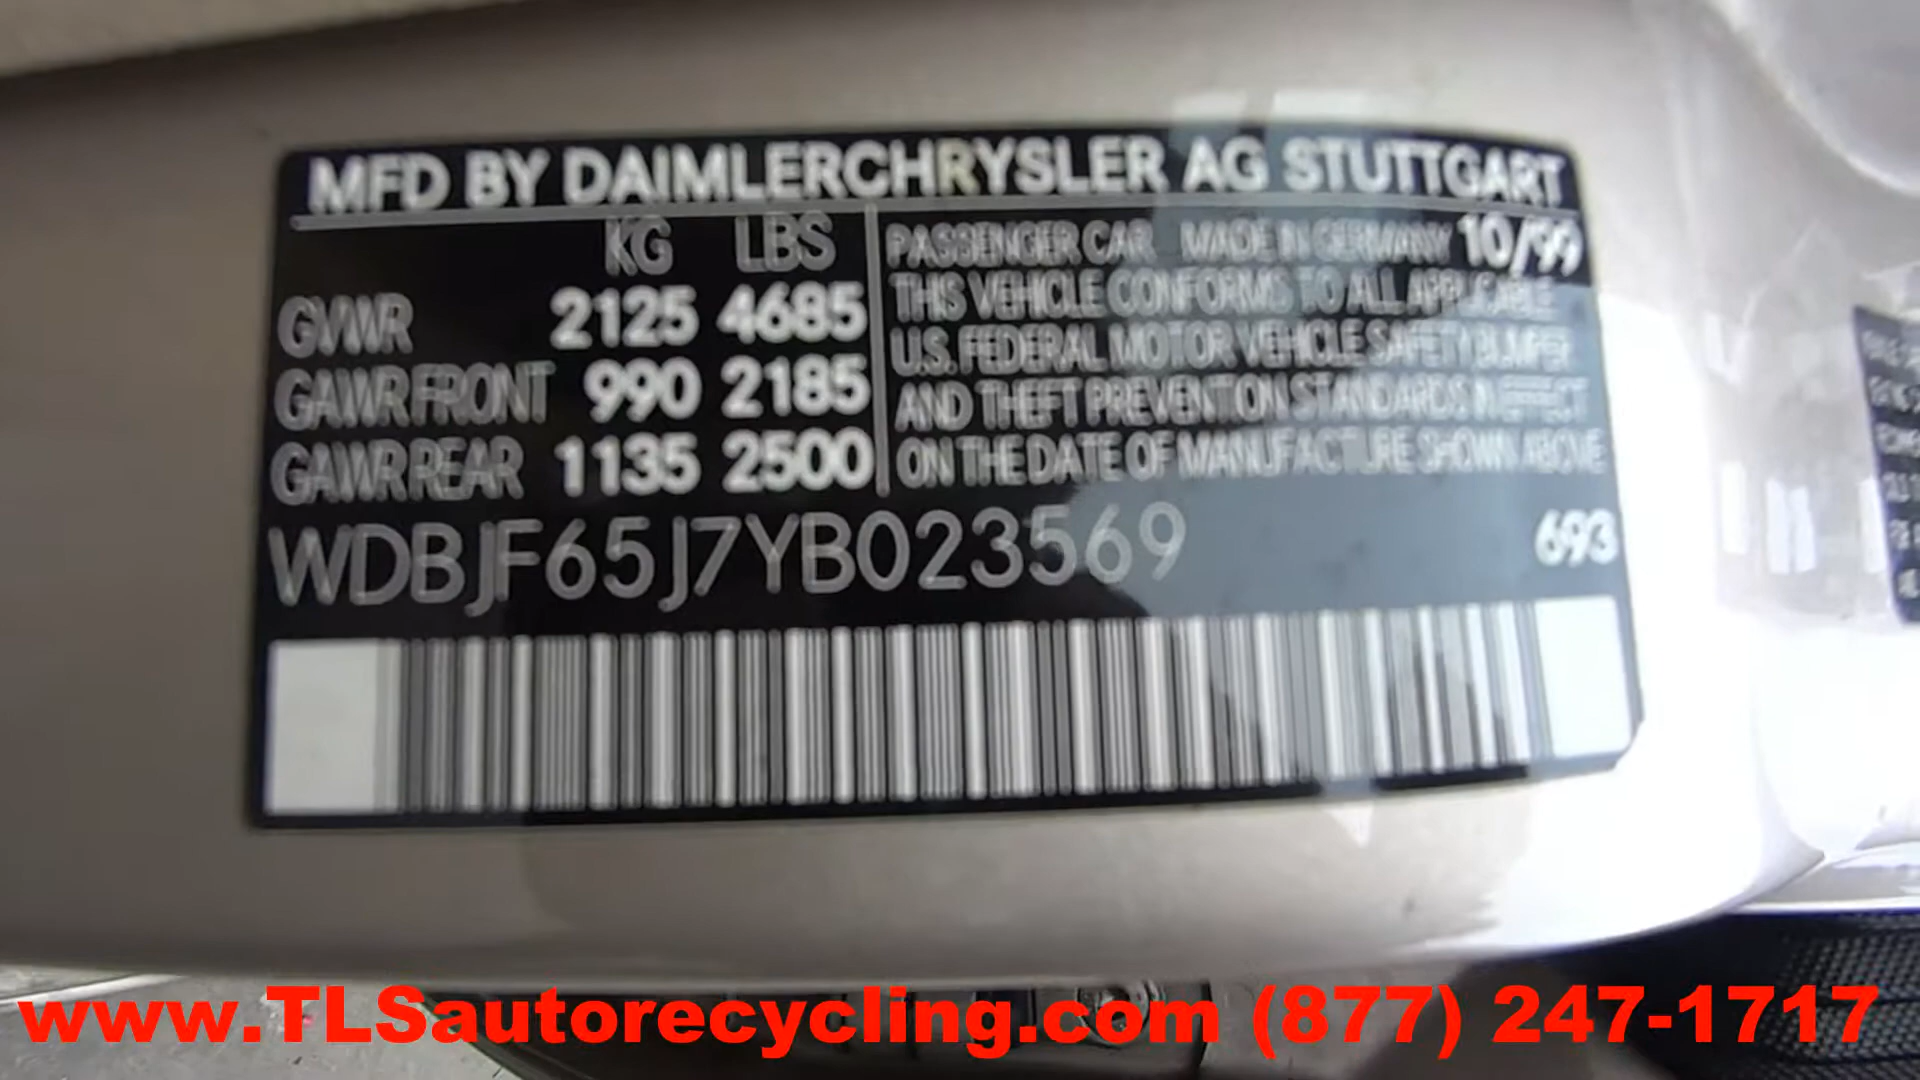 MFD BY DAIMLERCHRYSLER AG STUTTGART
KG LBS
GVWR 2125 4685
GAWR FRONT 990 2185
GAWR REAR 1135 2500
PASSENGER CAR MADE IN GERMANY 10/99
THIS VEHICLE CONFORMS TO ALL APPLICABLE
U.S. FEDERAL MOTOR VEHICLE SAFETY BUMPER
AND THEFT PREVENTION STANDARDS IN EFFECT
ON THE DATE OF MANUFACTURE SHOWN ABOVE
WDBJF65J7YB023569 693
www.TLSautorecycling.com (877) 247-1717